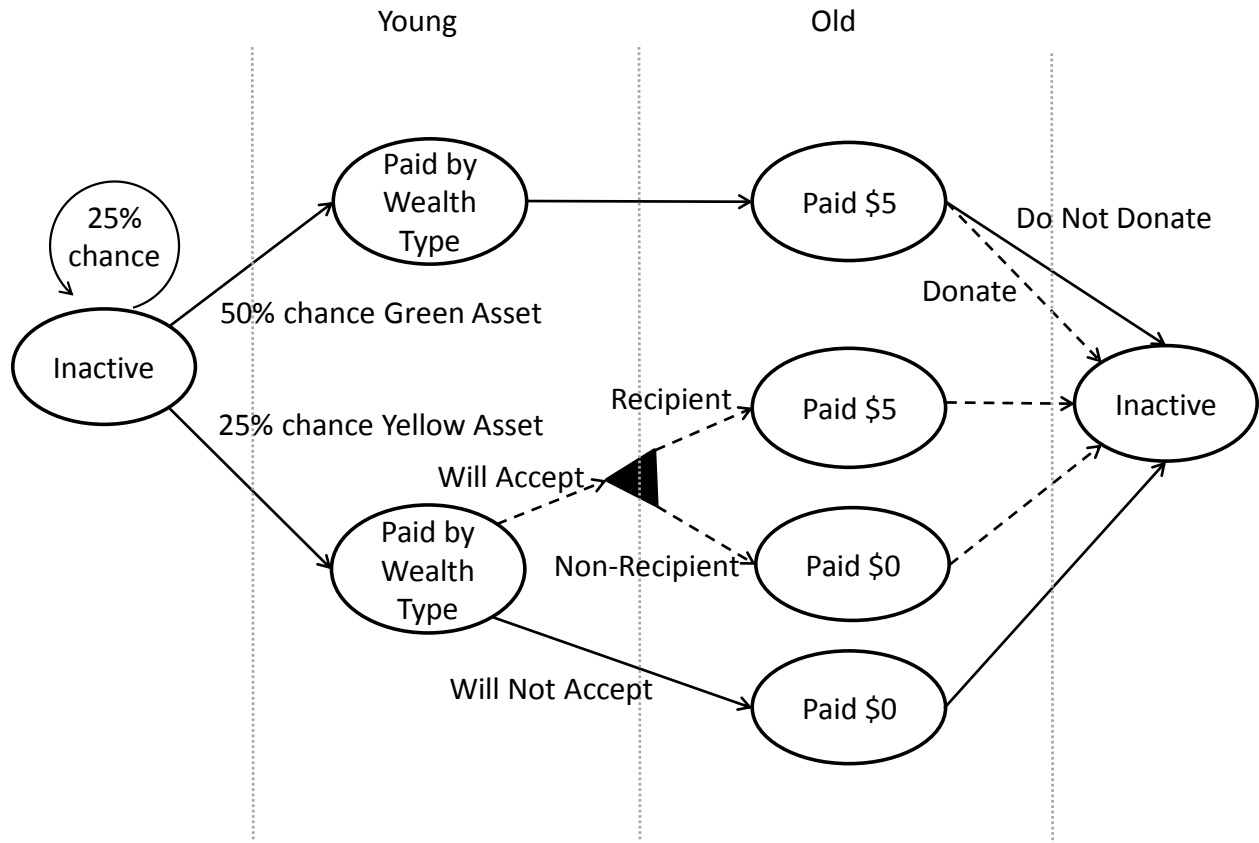 Young
Old
25%
chance
Inactive
Paid by
Wealth
Type
50% chance Green Asset
Paid $5
Do Not Donate
Donate
25% chance Yellow Asset
Will Accept
Recipient
Paid $5
Inactive
Paid by
Wealth
Type
Non-Recipient
Paid $0
Will Not Accept
Paid $0